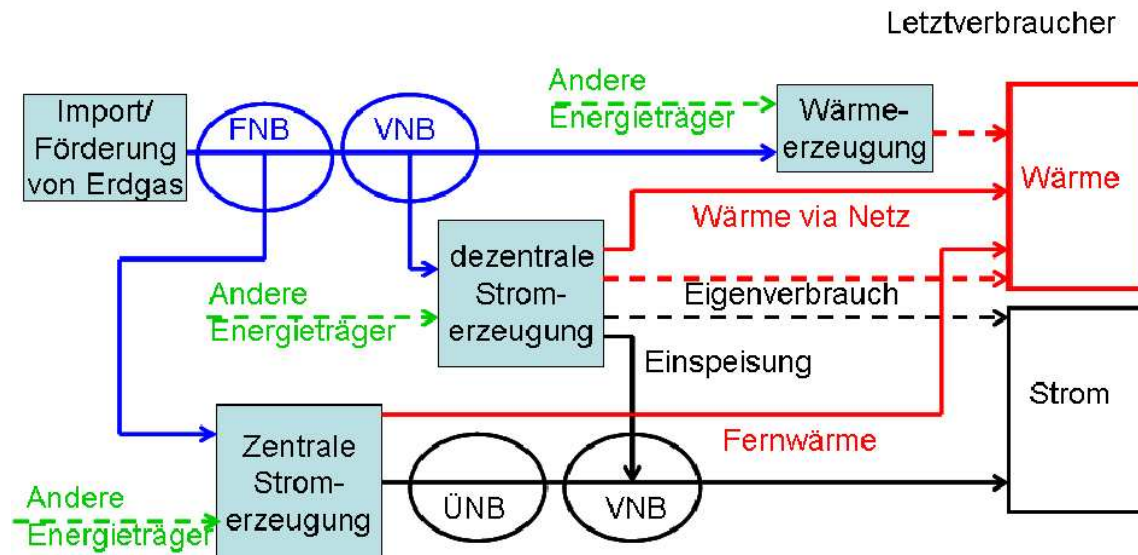 Letztverbraucher
Andere
Energieträger
Import/
Förderung
von Erdgas
FNB
VNB
Wärme-
erzeugung
Wärme
Wärme via Netz
dezentrale
Strom-
erzeugung
Andere
Energieträger
Eigenverbrauch
Einspeisung
Strom
Fernwärme
Zentrale
Strom-
erzeugung
ÜNB
VNB
Andere
Energieträger